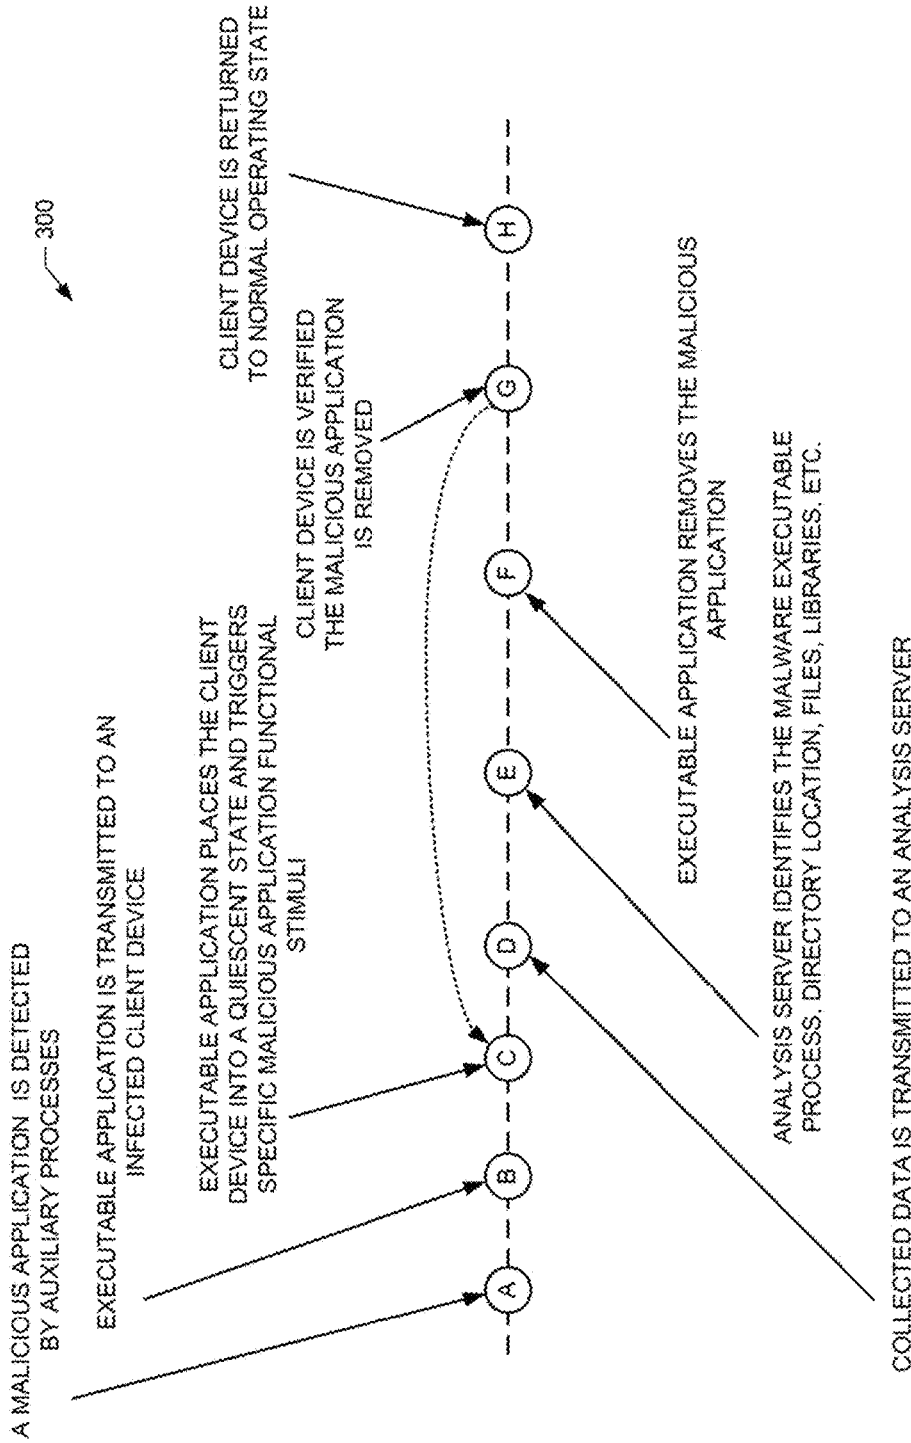 300
A MALICIOUS APPLICATION IS DETECTED
BY AUXILIARY PROCESSES
EXECUTABLE APPLICATION IS TRANSMITTED TO AN
INFECTED CLIENT DEVICE
EXECUTABLE APPLICATION PLACES THE CLIENT
DEVICE INTO A QUIESCENT STATE AND TRIGGERS
SPECIFIC MALICIOUS APPLICATION FUNCTIONAL
STIMULI
CLIENT DEVICE IS VERIFIED
THE MALICIOUS APPLICATION
IS REMOVED
CLIENT DEVICE IS RETURNED
TO NORMAL OPERATING STATE
A
B
C
D
E
F
G
H
EXECUTABLE APPLICATION REMOVES THE MALICIOUS
APPLICATION
ANALYSIS SERVER IDENTIFIES THE MALWARE EXECUTABLE
PROCESS, DIRECTORY LOCATION, FILES, LIBRARIES, ETC.
COLLECTED DATA IS TRANSMITTED TO AN ANALYSIS SERVER